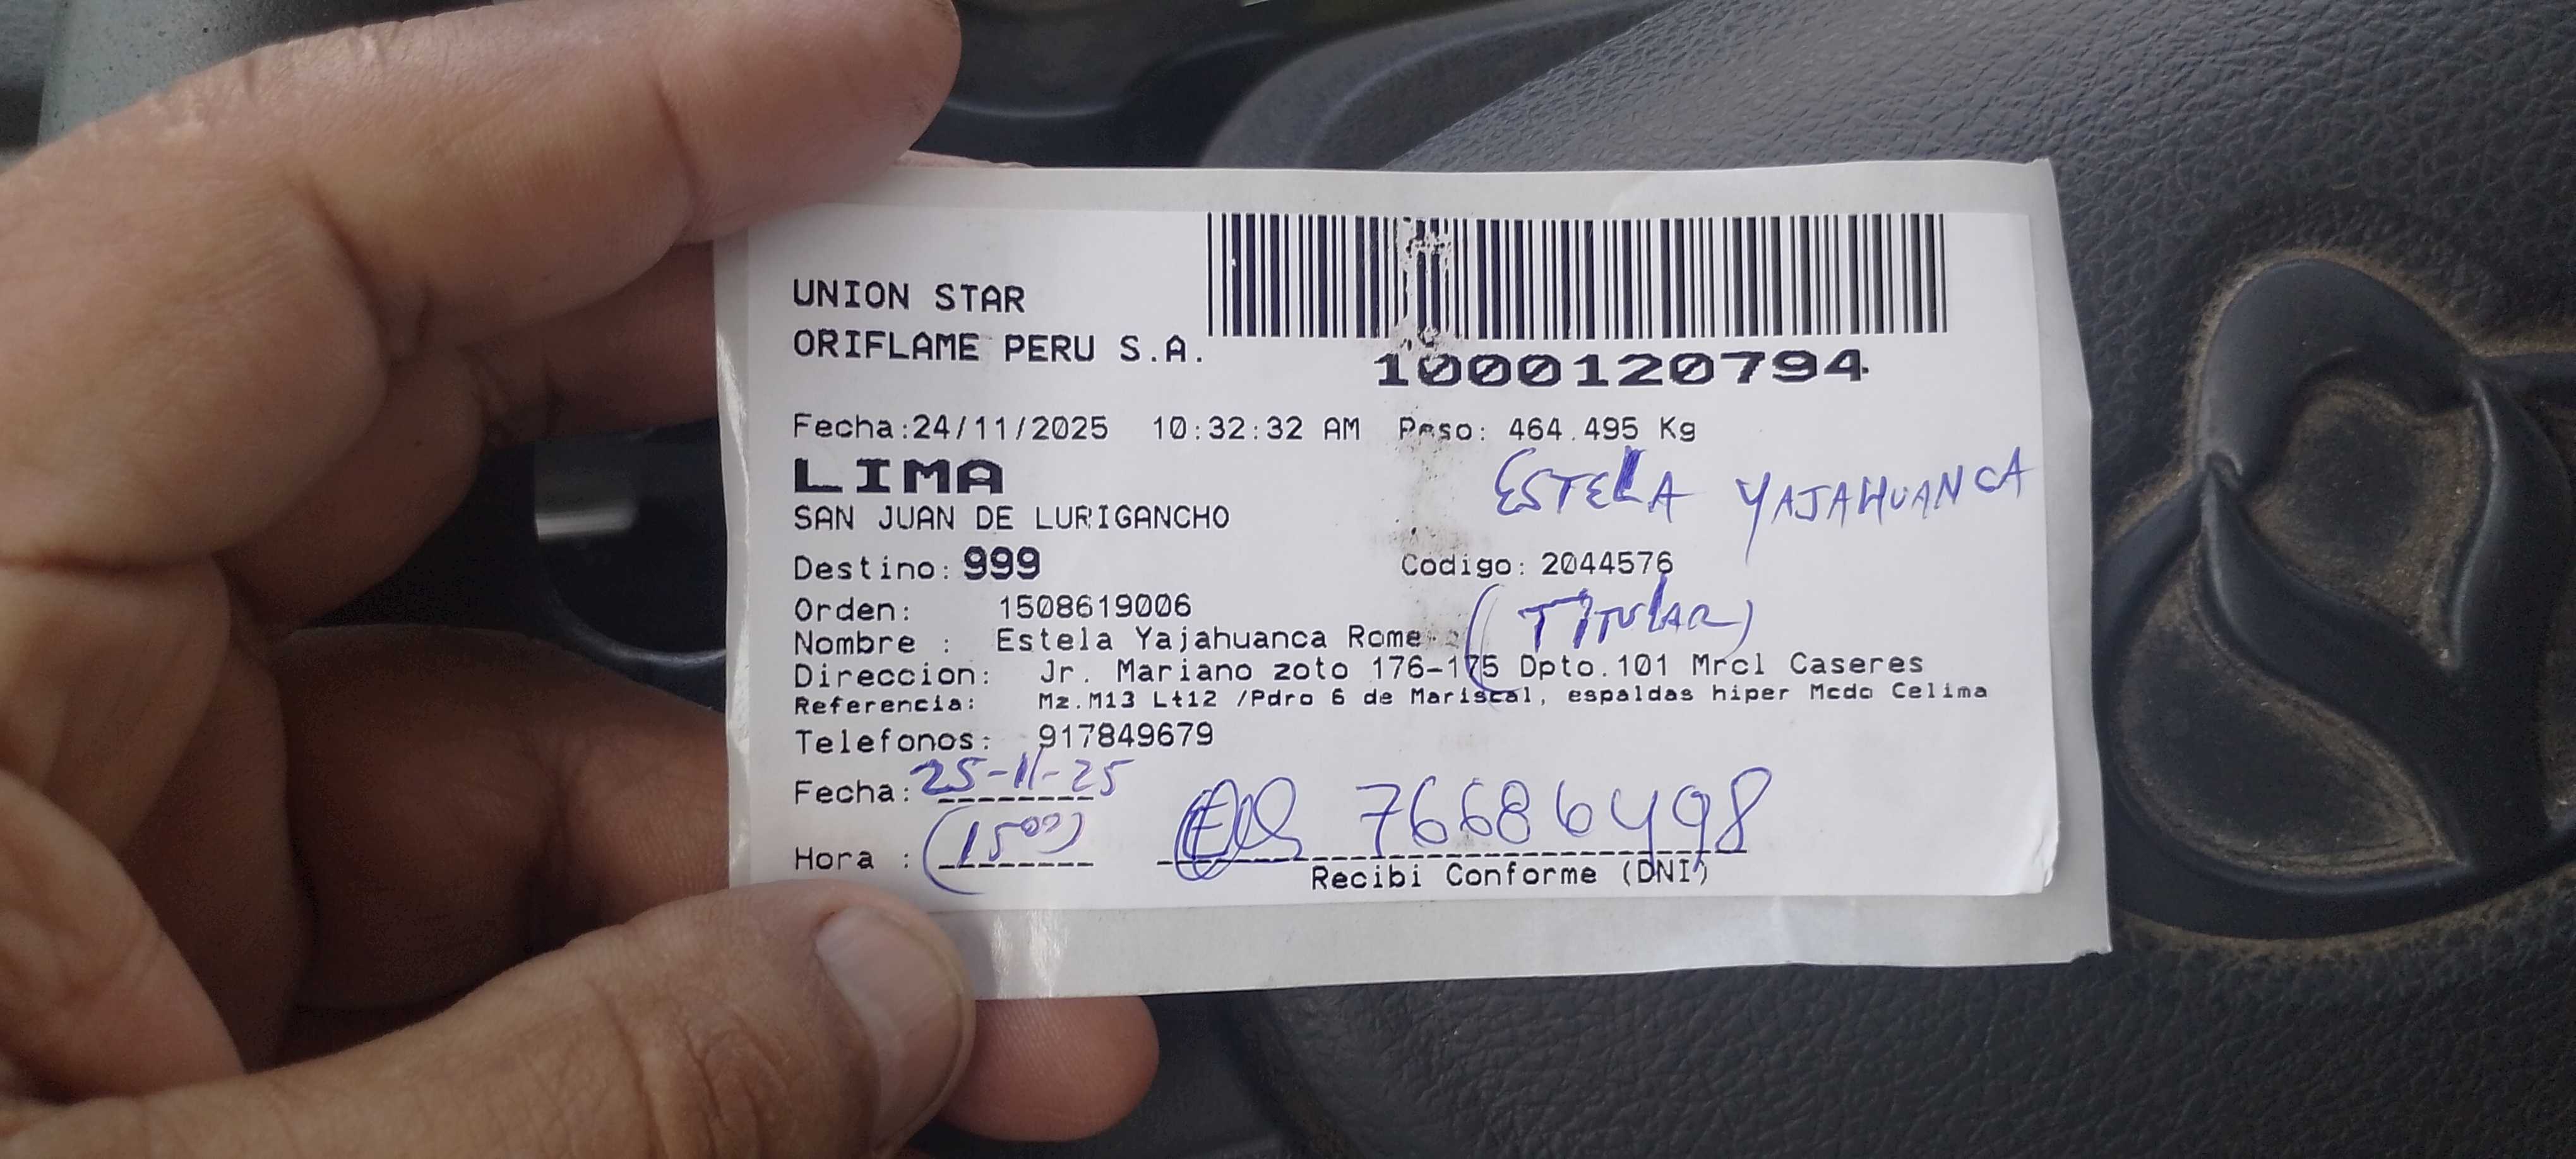 UNION STAR
ORIFLAME PERU S.A.
1000120794
Fecha:24/11/2025 10:32:32 AM Peso: 464.495 Kg
LIMA
ESTELA YAJAHUANCA
SAN JUAN DE LURIGANCHO
Destino: 999 Codigo: 2044576
Orden: 1508619006
(TITULAR)
Nombre : Estela Yajahuanca Rome
Direccion: Jr. Mariano zoto 176-175 Dpto.101 Mrcl Caseres
Referencia: Mz.M13 Lt12 /Pdro 6 de Mariscal, espaldas hiper Mcdo Celima
Telefonos: 917849679
Fecha: 25-11-25
76686498
Hora : (1500)
Recibi Conforme (DNI)